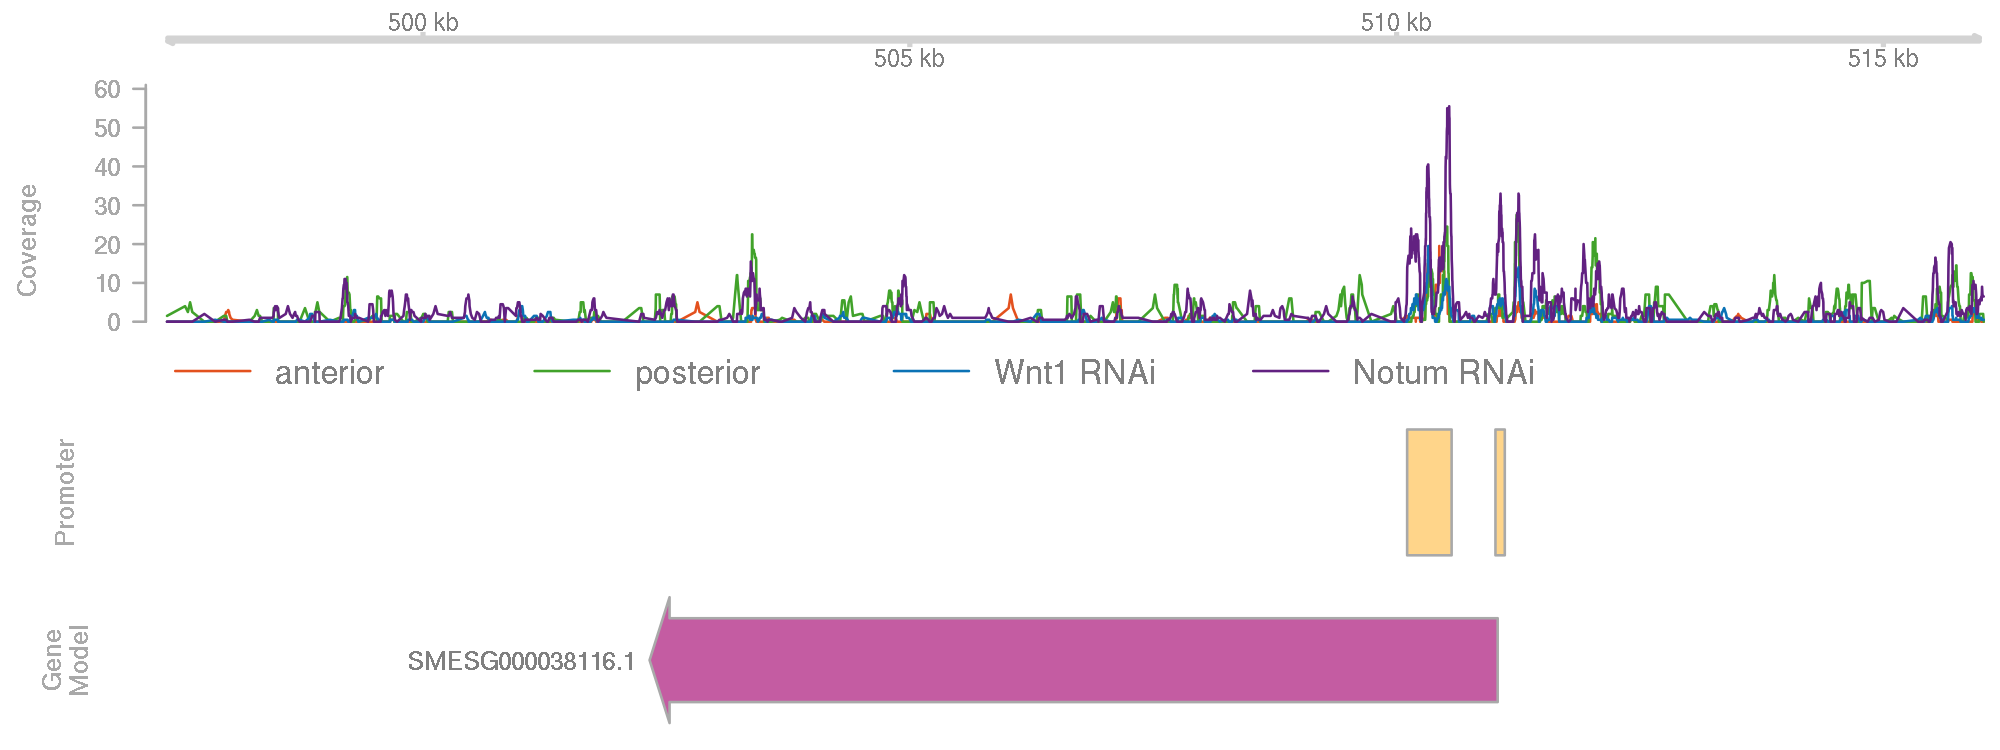 500 kb
510 kb
505 kb
515 kb
60
50
40
30
20
10
0
Coverage
anterior
posterior
Wnt1 RNAi
Notum RNAi
Promoter
Gene
Model
SMESG000038116.1